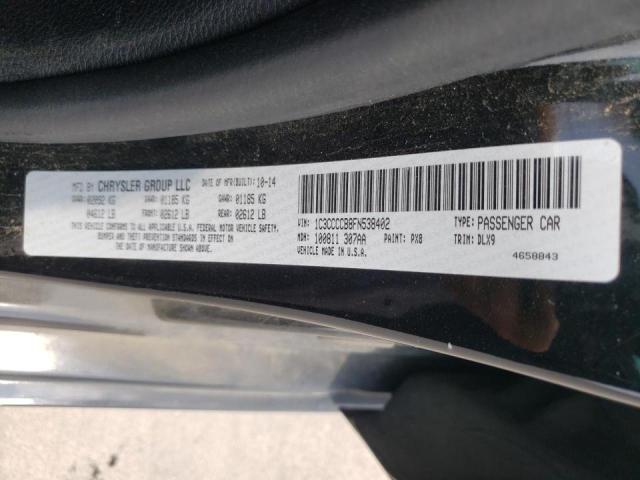 MFD BY CHRYSLER GROUP LLC DATE OF MFR(BUILT): 10-14
GVWR: 02092 KG GAWR: 01185 KG GAWR: 01185 KG
04612 LB FRONT: 02612 LB REAR: 02612 LB
THIS VEHICLE CONFORMS TO ALL APPLICABLE U.S.A. FEDERAL MOTOR VEHICLE SAFETY,
BUMPER AND THEFT PREVENTION STANDARDS IN EFFECT ON
THE DATE OF MANUFACTURE SHOWN ABOVE.
VIN: 1C3CCCCB8FN538402 TYPE: PASSENGER CAR
MDH: 100811 307AA PAINT: PX8 TRIM: DLX9
VEHICLE MADE IN U.S.A.
4658843